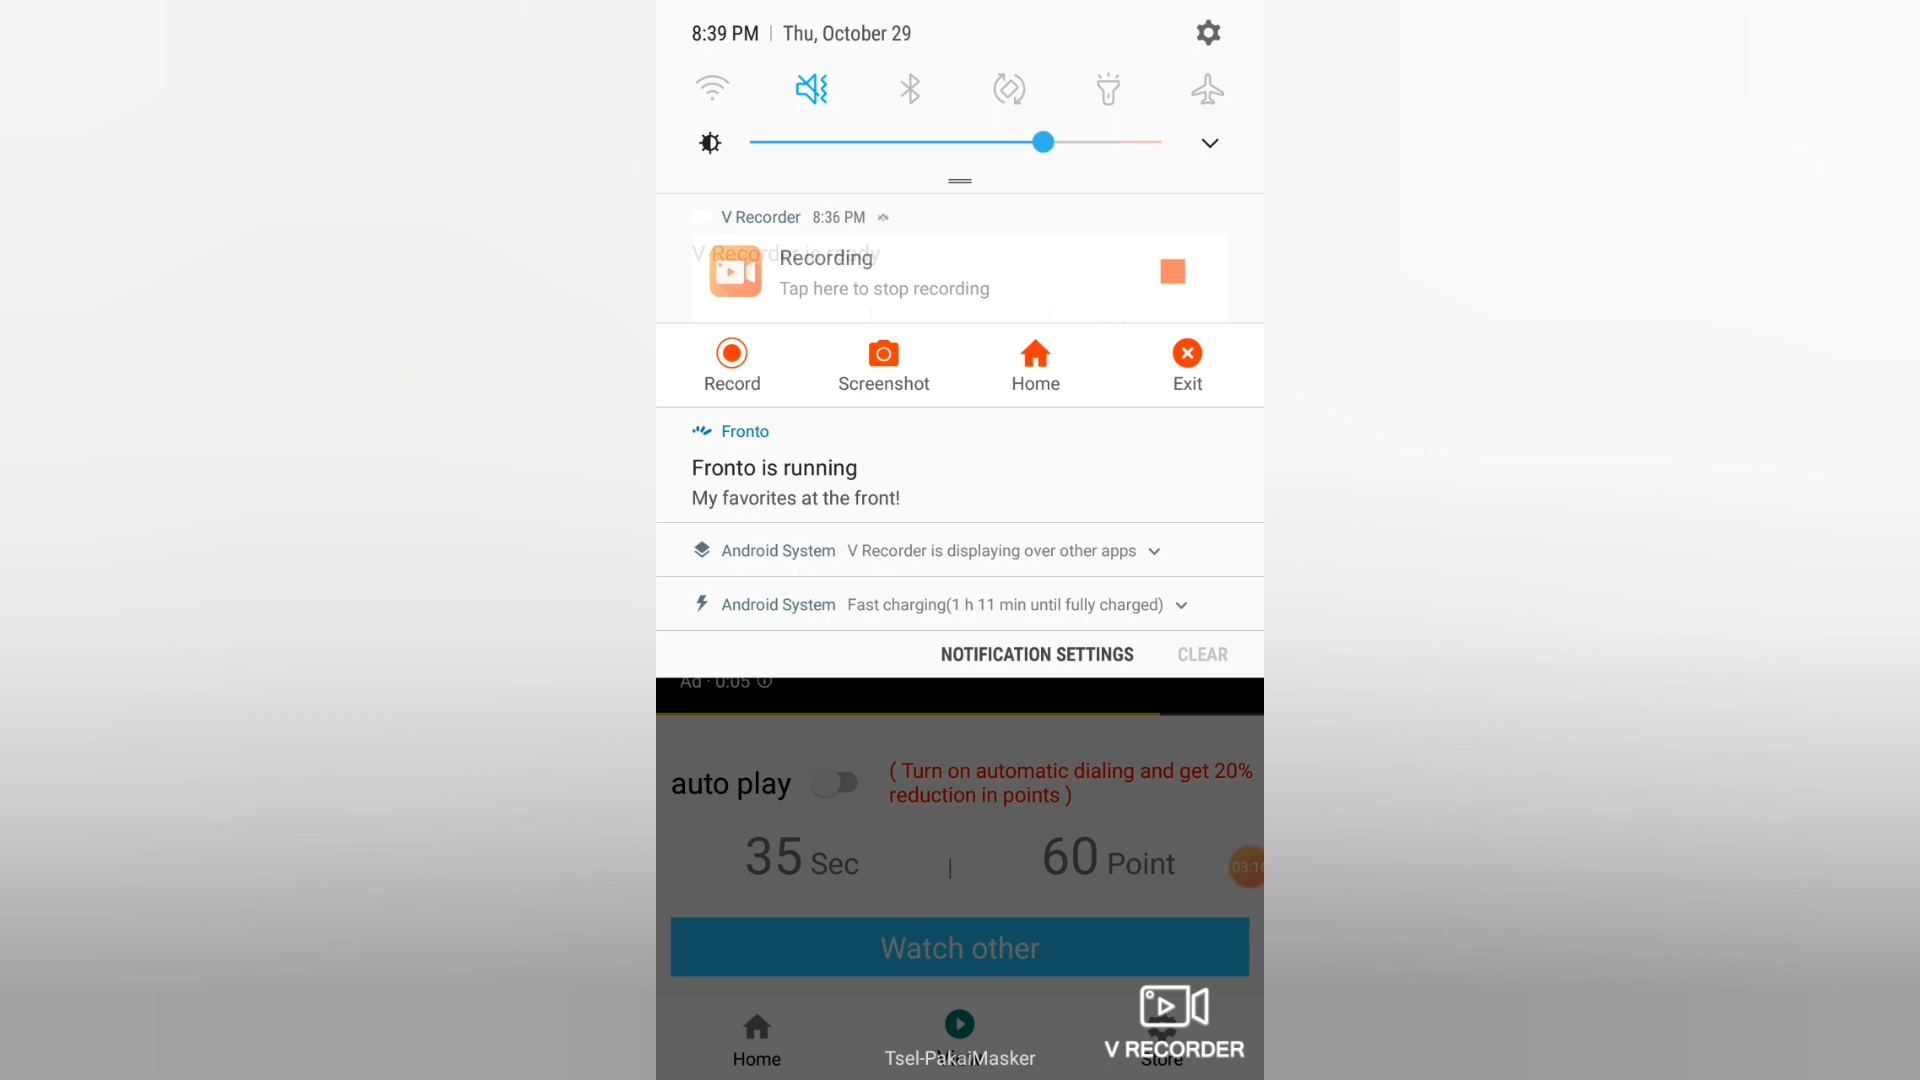 8:39 PM | Thu, October 29
V Recorder 8:36 PM
V Recorder is ready
Recording
Tap here to stop recording
Record Screenshot Home Exit
Fronto
Fronto is running
My favorites at the front!
Android System V Recorder is displaying over other apps
Android System Fast charging(1 h 11 min until fully charged)
NOTIFICATION SETTINGS CLEAR
Ad · 0:05
auto play
( Turn on automatic dialing and get 20%
reduction in points )
35 Sec | 60 Point
03:16
Watch other
V RECORDER
Home Store
Tsel-PakaiMasker